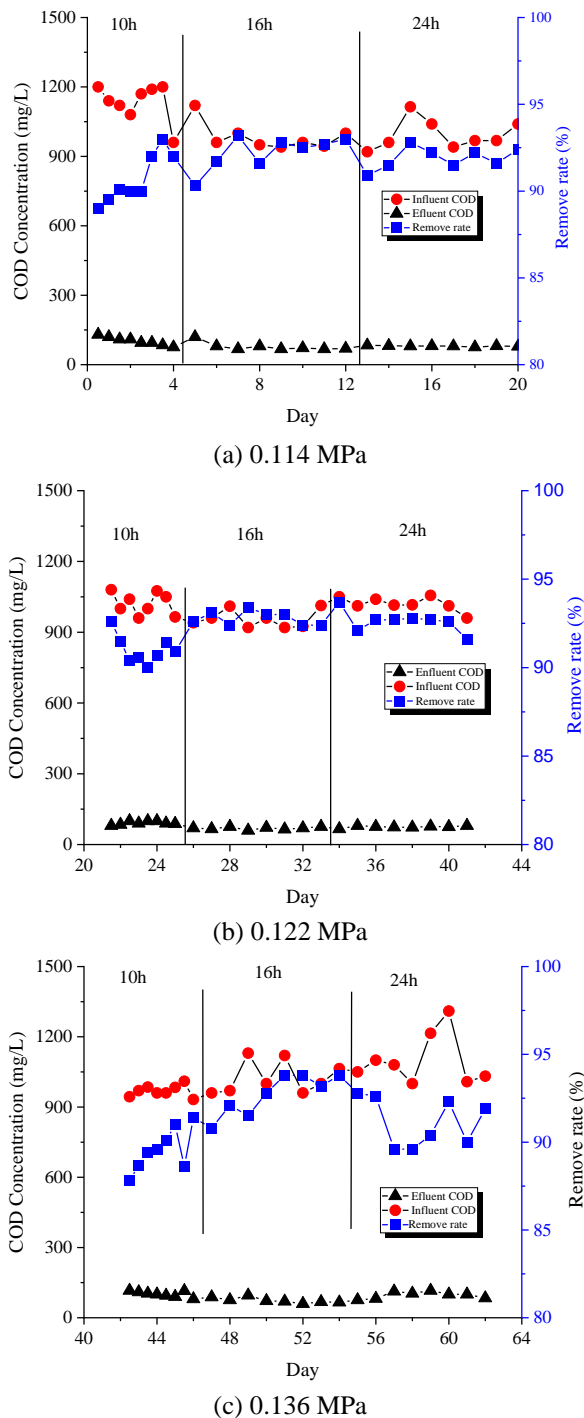 10h 16h 24h
1500 1200 900 600 300 0
COD Concentration (mg/L)
100 95 90 85 80
Remove rate (%)
Influent COD
Efluent COD
Remove rate
0 4 8 12 16 20
Day
(a) 0.114 MPa
10h 16h 24h
1500 1200 900 600 300 0
COD Concentration (mg/L)
100 95 90 85 80
Remove rate (%)
Enfluent COD
Influent COD
Remove rate
20 24 28 32 36 40 44
Day
(b) 0.122 MPa
10h 16h 24h
1500 1200 900 600 300 0
COD Concentration (mg/L)
100 95 90 85 80
Remove rate (%)
Efluent COD
Influent COD
Remove rate
40 44 48 52 56 60 64
Day
(c) 0.136 MPa